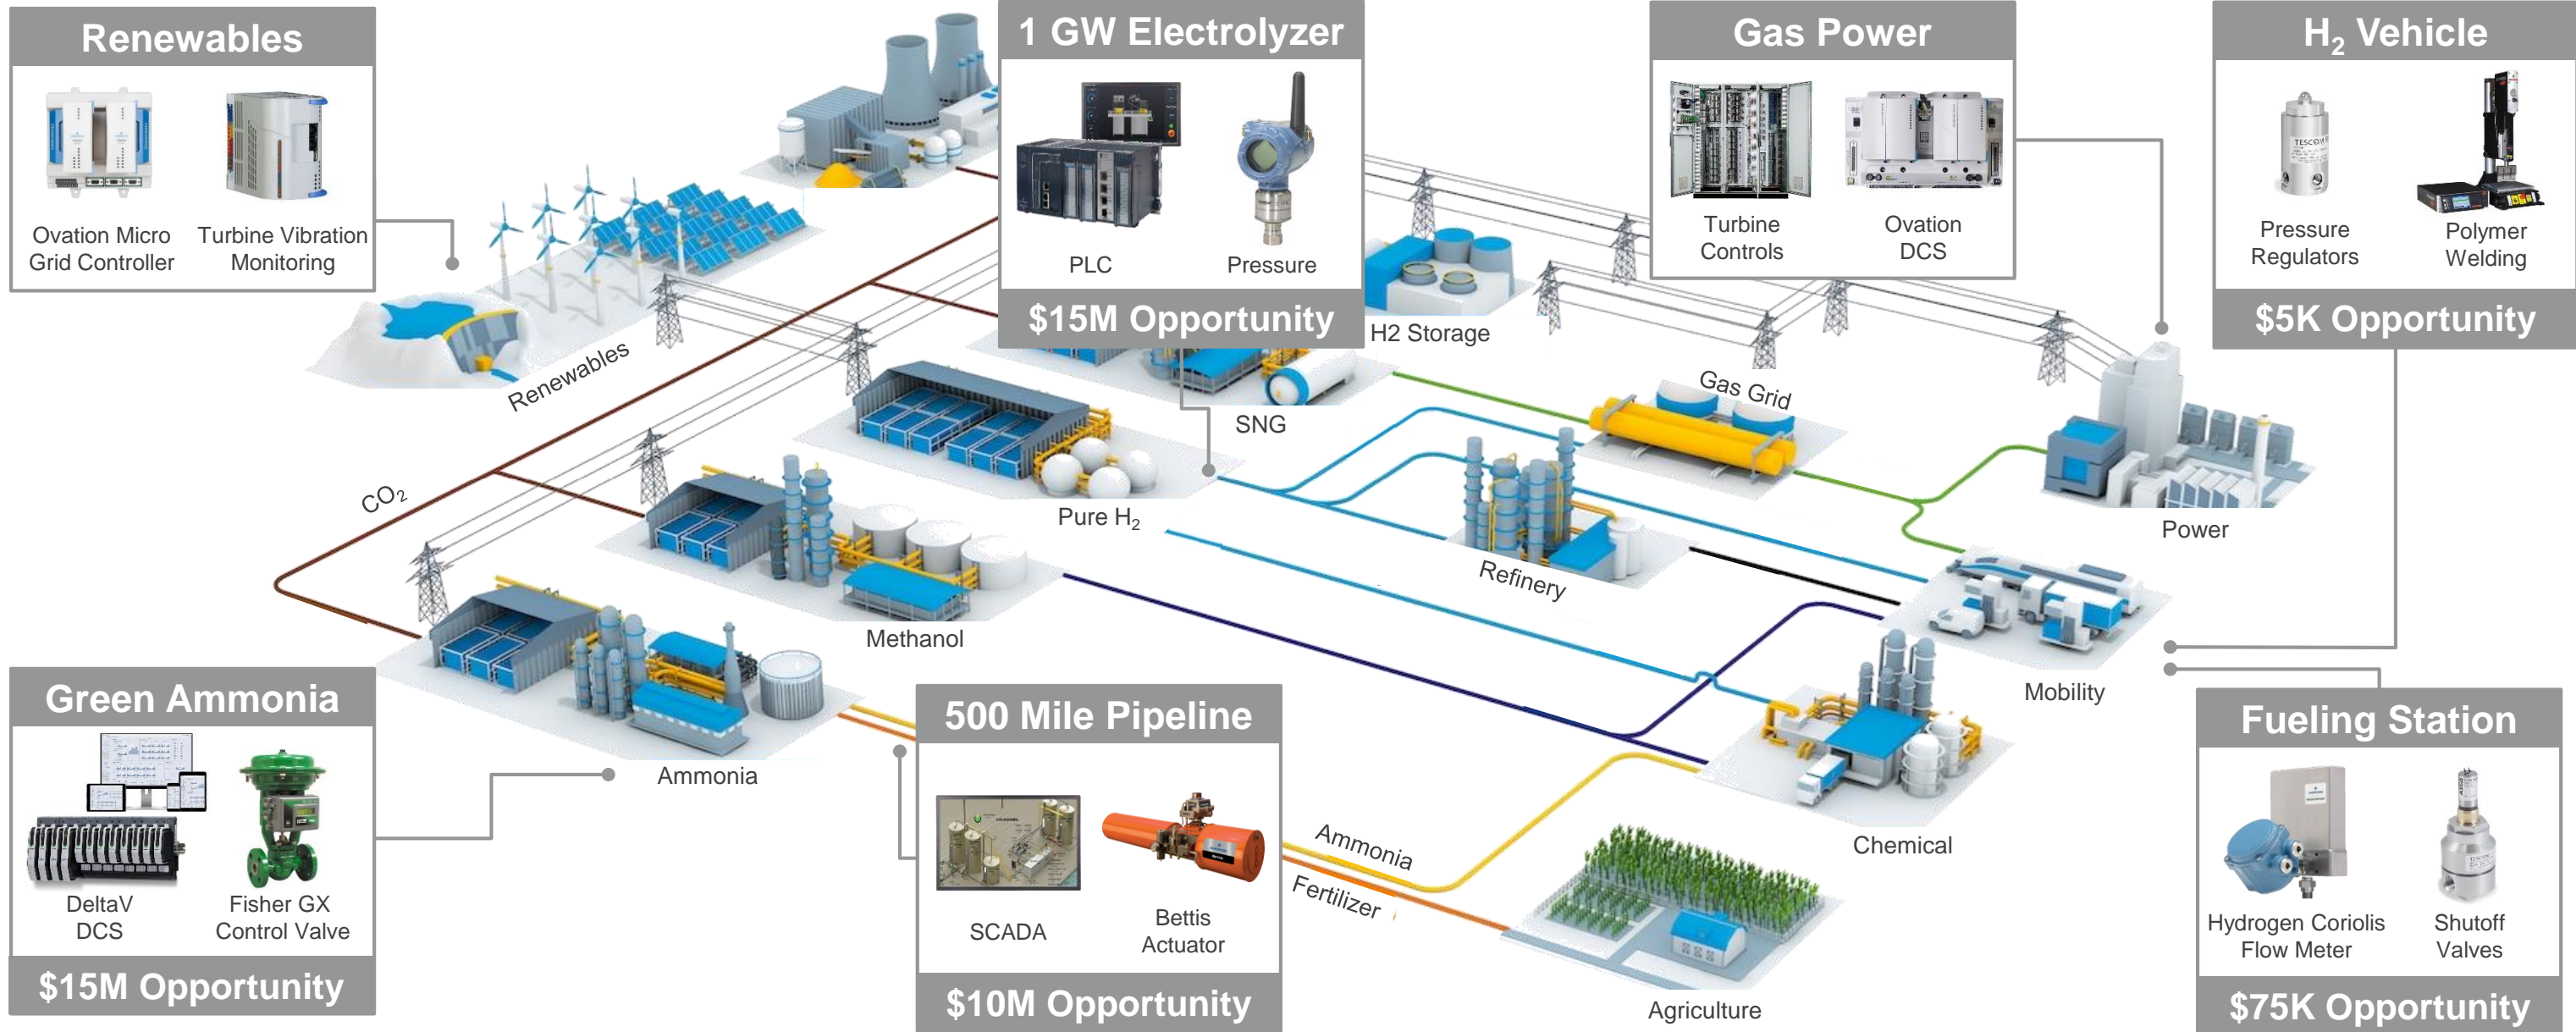 Renewables
Ovation Micro
Grid Controller
Turbine Vibration
Monitoring
1 GW Electrolyzer
PLC
Pressure
$15M Opportunity
Gas Power
Turbine
Controls
Ovation
DCS
H₂ Vehicle
TESCOM
Pressure
Regulators
Polymer
Welding
$5K Opportunity
Renewables
H2 Storage
SNG
Gas Grid
CO₂
Pure H₂
Power
Refinery
Methanol
Mobility
Ammonia
Chemical
Green Ammonia
DeltaV
DCS
Fisher GX
Control Valve
$15M Opportunity
500 Mile Pipeline
SCADA
Bettis
Actuator
$10M Opportunity
Ammonia
Fertilizer
Agriculture
Fueling Station
TESCOM
Hydrogen Coriolis
Flow Meter
Shutoff
Valves
$75K Opportunity